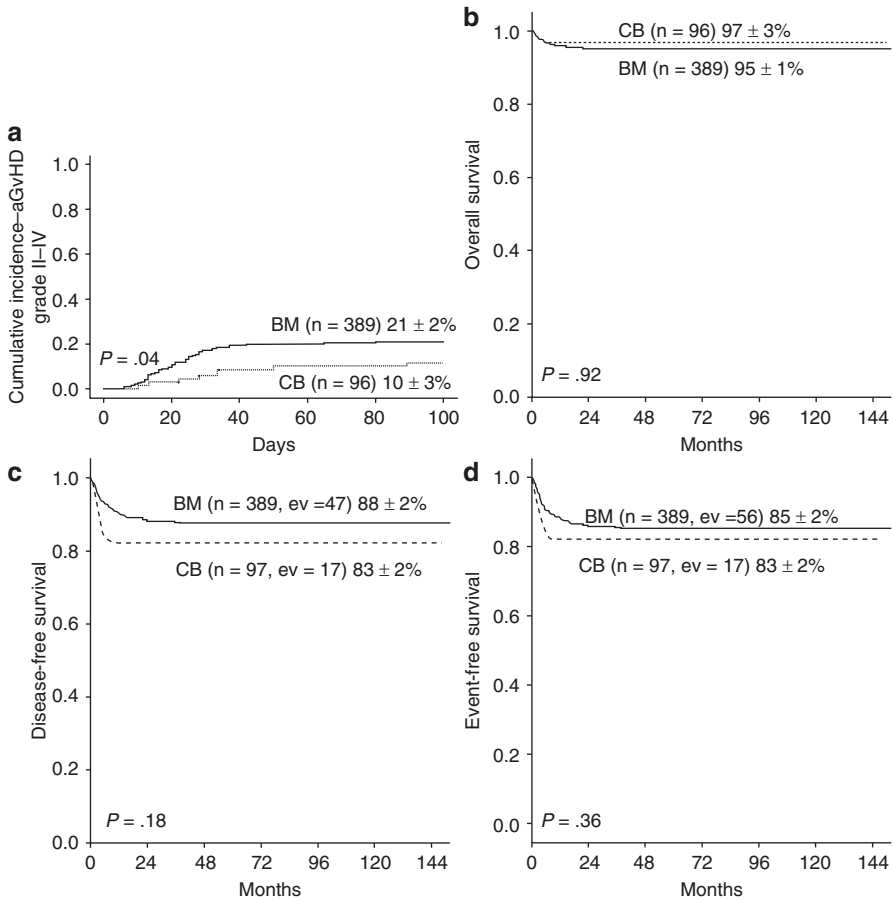 a
Cumulative incidence–aGvHD
grade II–IV
1.0
0.8
0.6
0.4
0.2
0.0
BM (n = 389) 21 ± 2%
P = .04
CB (n = 96) 10 ± 3%
0 20 40 60 80 100
Days
b
Overall survival
1.0
0.8
0.6
0.4
0.2
0.0
CB (n = 96) 97 ± 3%
BM (n = 389) 95 ± 1%
P = .92
0 24 48 72 96 120 144
Months
c
Disease-free survival
1.0
0.8
0.6
0.4
0.2
0.0
BM (n = 389, ev =47) 88 ± 2%
CB (n = 97, ev = 17) 83 ± 2%
P = .18
0 24 48 72 96 120 144
Months
d
Event-free survival
1.0
0.8
0.6
0.4
0.2
0.0
BM (n = 389, ev =56) 85 ± 2%
CB (n = 97, ev = 17) 83 ± 2%
P = .36
0 24 48 72 96 120 144
Months